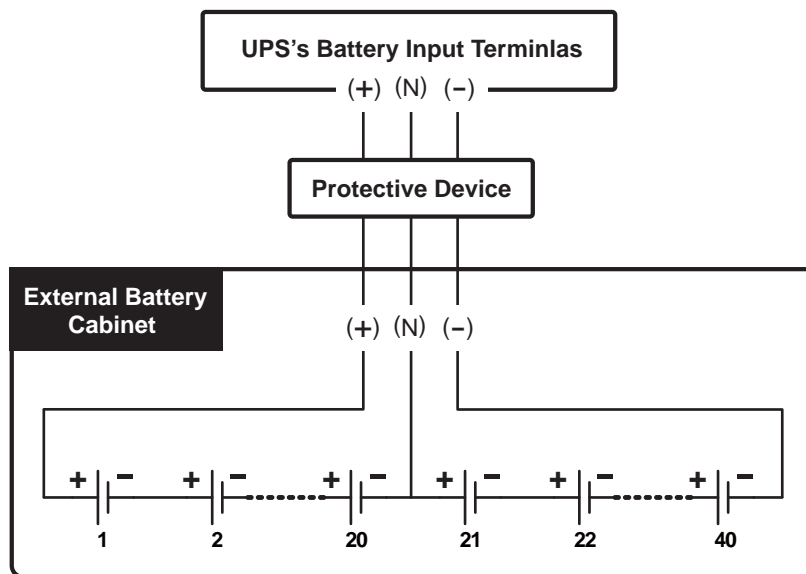 UPS’s Battery Input Terminlas
(+) (N) (−)
Protective Device
External Battery
Cabinet
(+) (N) (−)
+ − + − + − + − + − + −
1 2 20 21 22 40